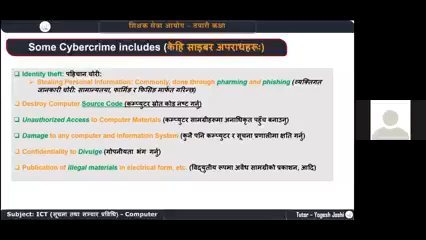 शिक्षक सेवा आयोग - तयारी कक्षा
Some Cybercrime includes (केहि साइबर अपराधहरू:)
Identity theft: पहिचान चोरी:
Stealing Personal Information: Commonly, done through pharming and phishing (व्यक्तिगत
जानकारी चोरी: सामान्यतया, फार्मिङ र फिसिङ मार्फत गरिन्छ)
Destroy Computer Source Code (कम्प्युटर स्रोत कोड नष्ट गर्नु)
Unauthorized Access to Computer Materials (कम्प्युटर सामग्रीहरूमा अनाधिकृत पहुँच बनाउनु)
Damage to any computer and information System (कुनै पनि कम्प्युटर र सूचना प्रणालीमा क्षति गर्नु)
Confidentiality to Divulge (गोपनीयता भंग गर्नु)
Publication of illegal materials in electrical form, etc. (विद्युतीय रूपमा अवैध सामग्रीको प्रकाशन, आदि)
Subject: ICT (सूचना तथा सञ्चार प्रविधि) - Computer
Tutor - Yogesh Joshi